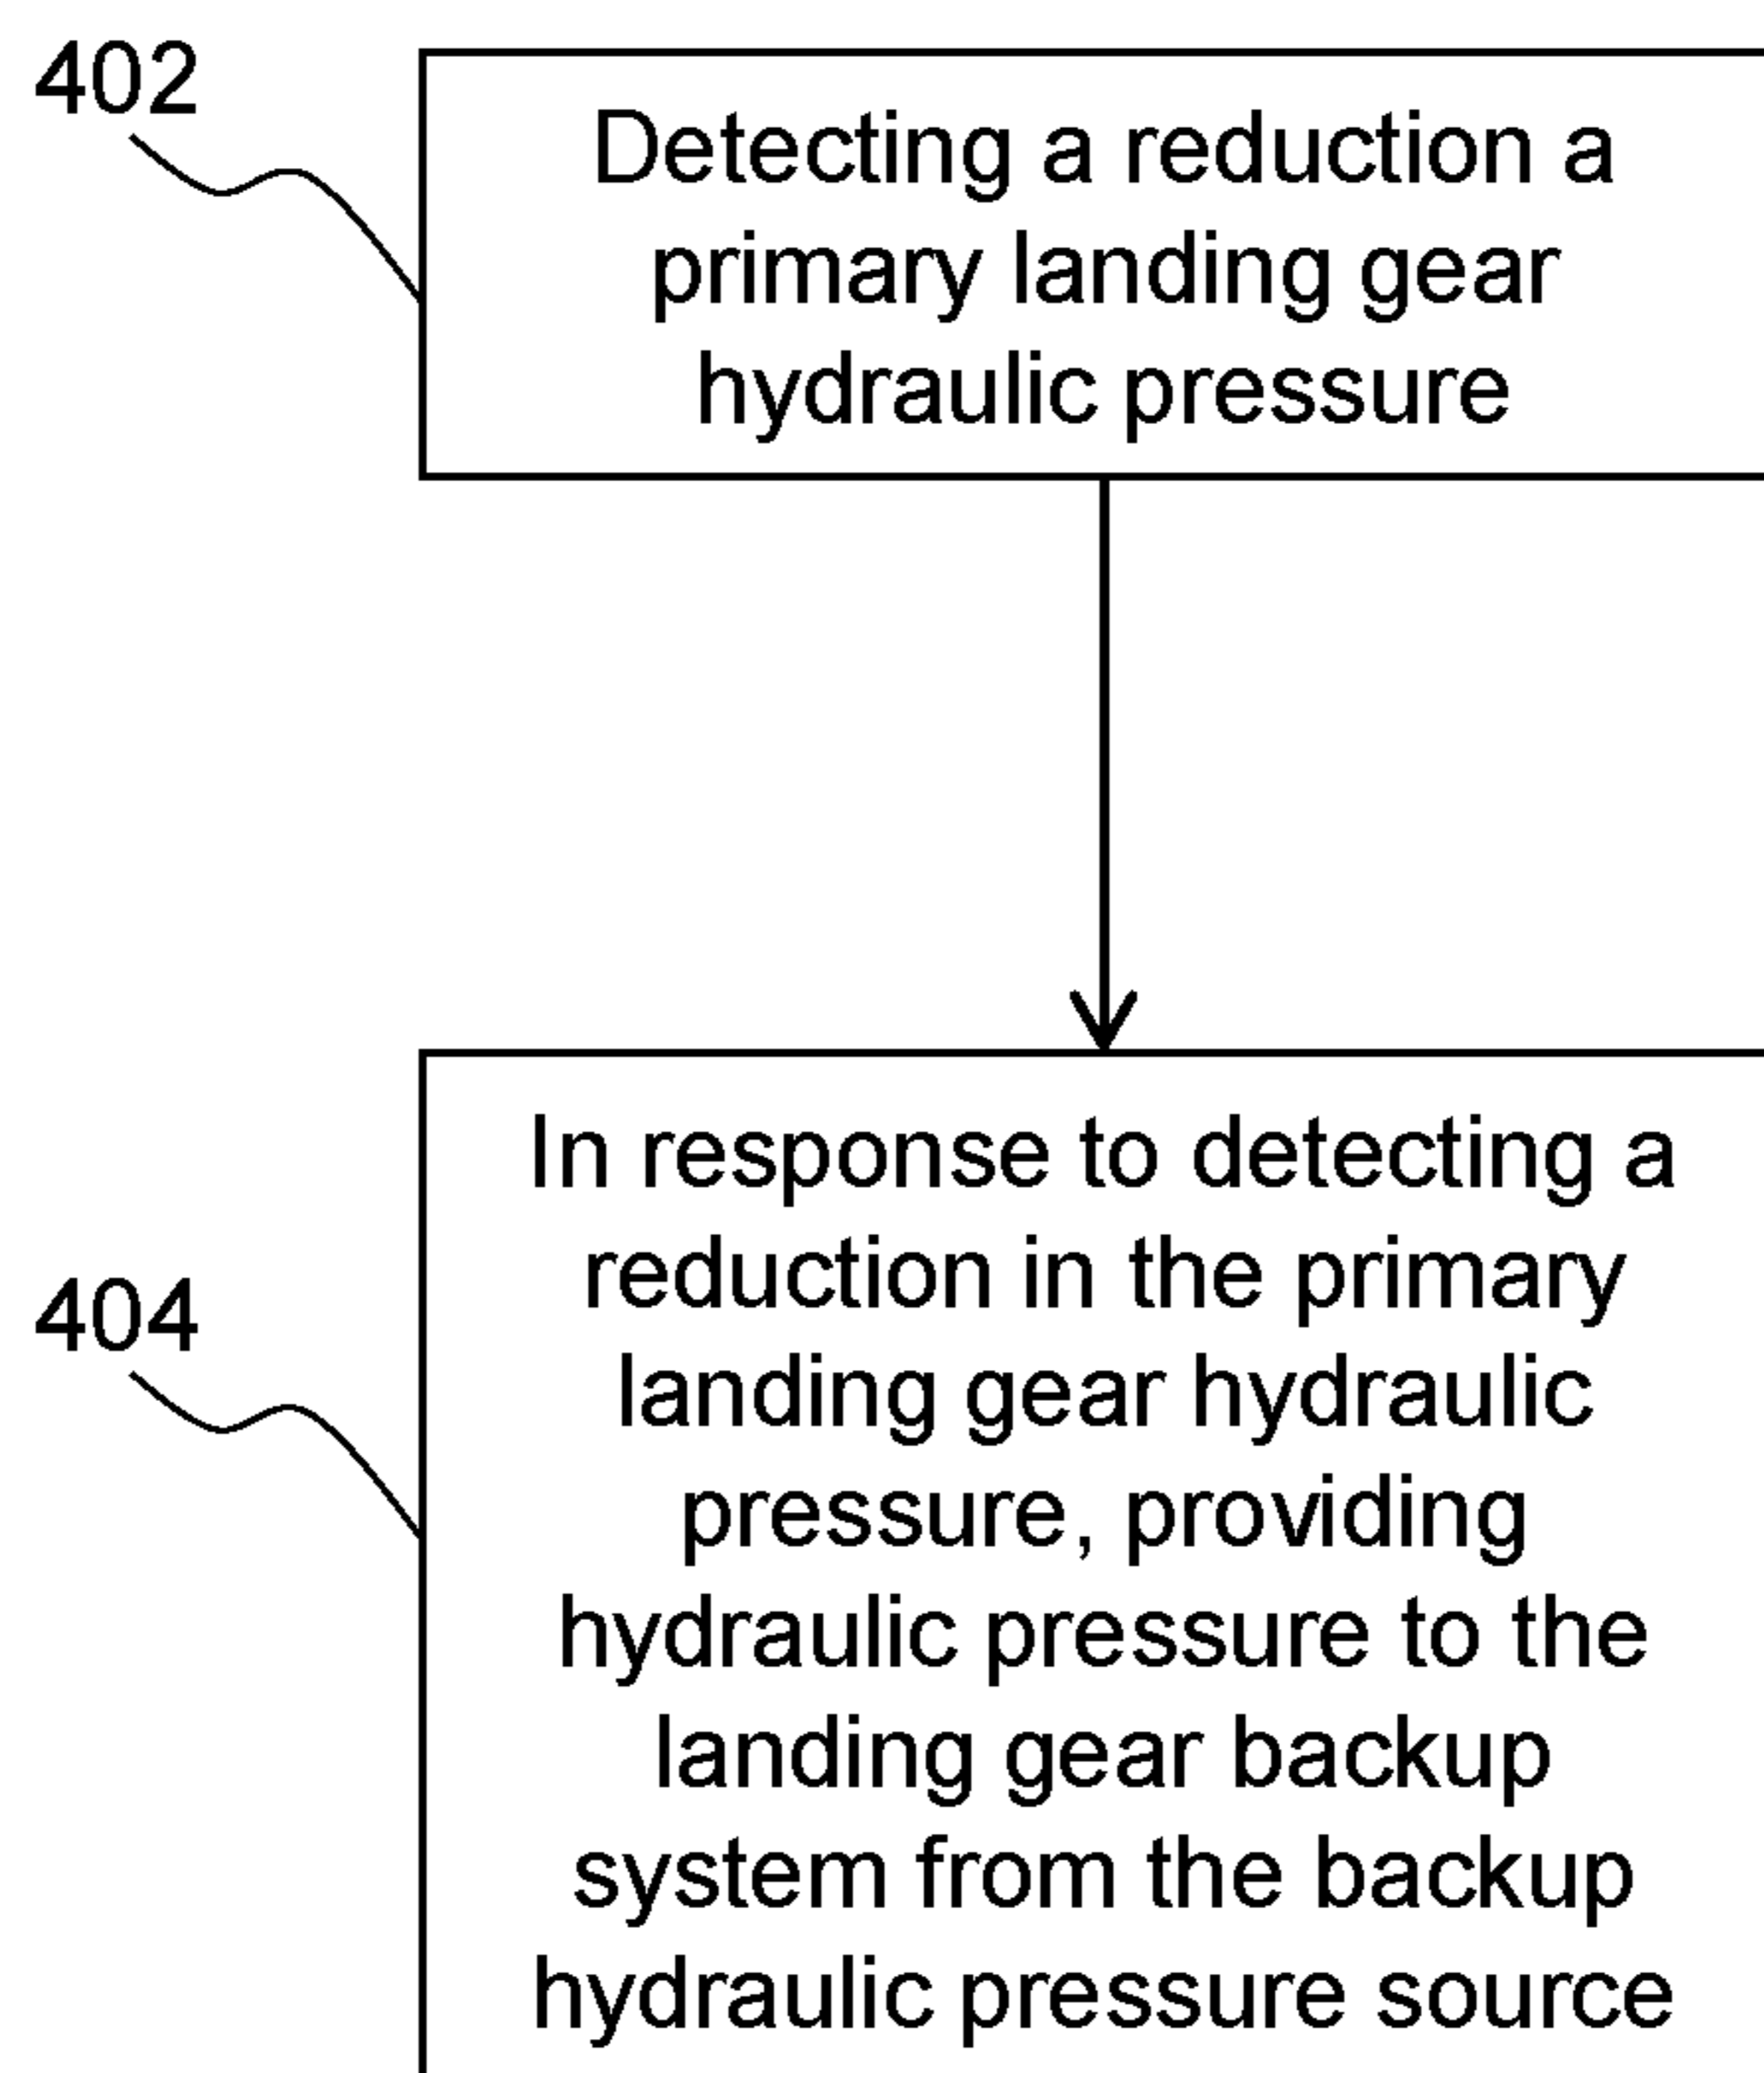 402
Detecting a reduction a
primary landing gear
hydraulic pressure
404
In response to detecting a
reduction in the primary
landing gear hydraulic
pressure, providing
hydraulic pressure to the
landing gear backup
system from the backup
hydraulic pressure source